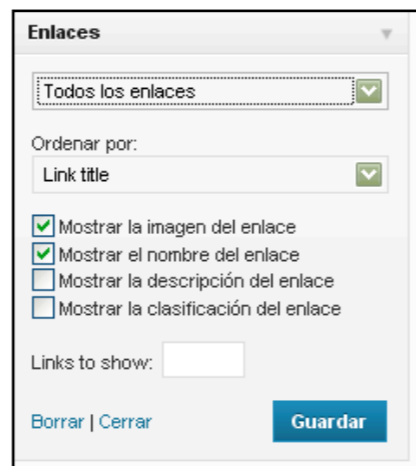 Enlaces
Todos los enlaces
Ordenar por:
Link title
Mostrar la imagen del enlace
Mostrar el nombre del enlace
Mostrar la descripción del enlace
Mostrar la clasificación del enlace
Links to show:
Borrar | Cerrar
Guardar